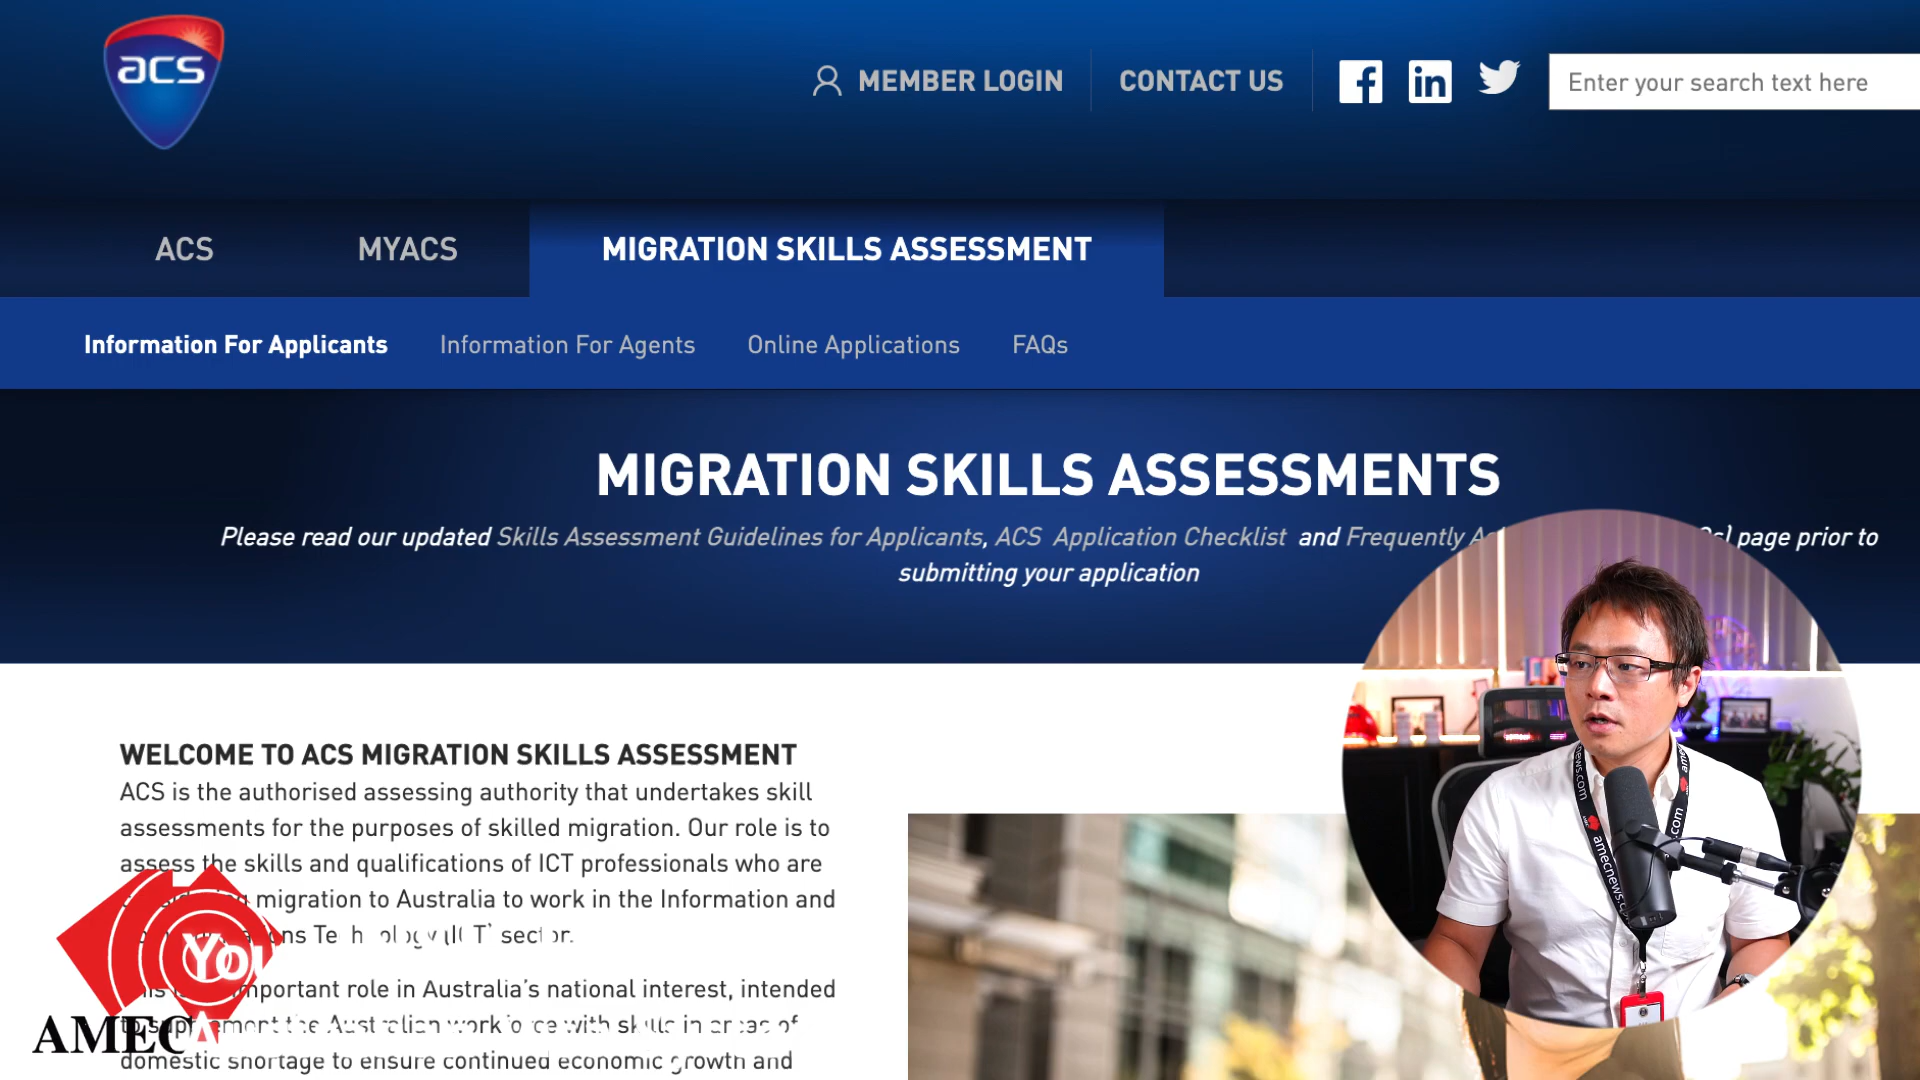 acs
MEMBER LOGIN
CONTACT US
Enter your search text here
ACS
MYACS
MIGRATION SKILLS ASSESSMENT
Information For Applicants
Information For Agents
Online Applications
FAQs
MIGRATION SKILLS ASSESSMENTS
Please read our updated Skills Assessment Guidelines for Applicants, ACS Application Checklist and Frequently page prior to
submitting your application
WELCOME TO ACS MIGRATION SKILLS ASSESSMENT
ACS is the authorised assessing authority that undertakes skill
assessments for the purposes of skilled migration. Our role is to
assess the skills and qualifications of ICT professionals who are
migration to Australia to work in the Information and
sector.
important role in Australia's national interest, intended
domestic shortage to ensure continued economic growth and
AMEC
amecnews.com